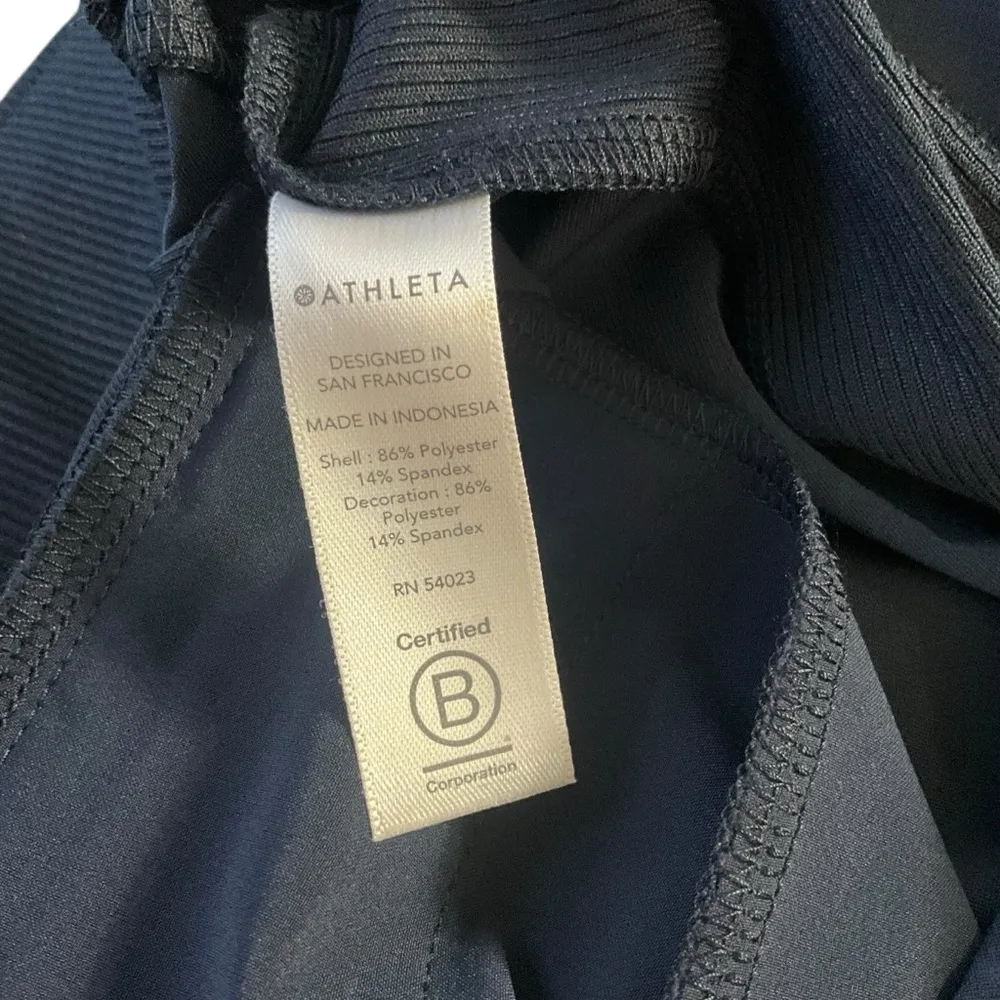 ATHLETA
DESIGNED IN
SAN FRANCISCO
MADE IN INDONESIA
Shell : 86% Polyester
14% Spandex
Decoration : 86%
Polyester
14% Spandex
RN 54023
Certified
B
Corporation